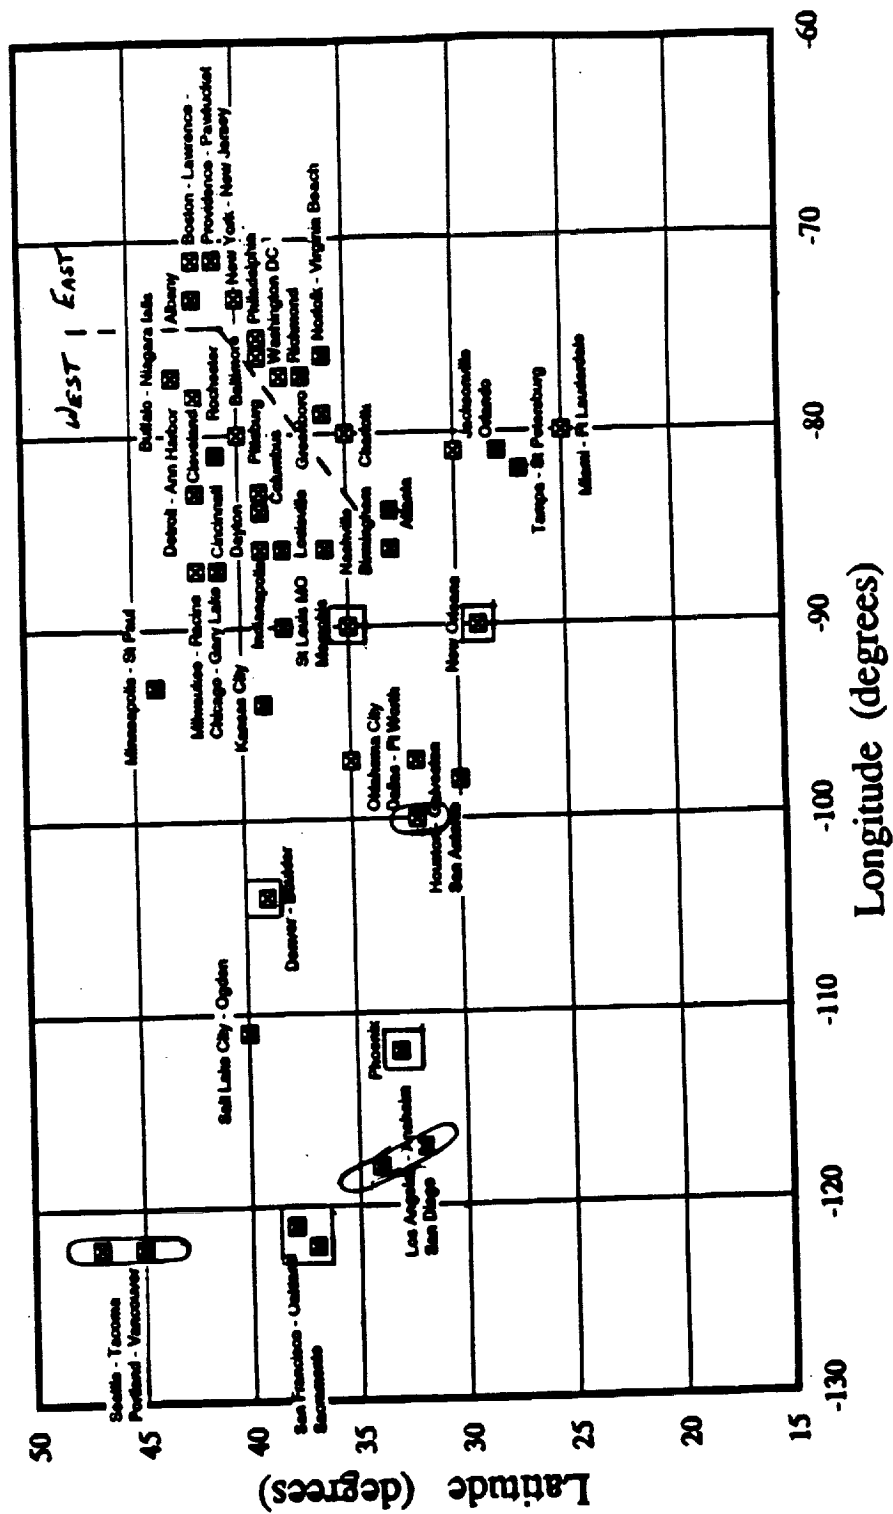 WEST | EAST
Minneapolis - St Paul
Detroit - Ann Harbor
Buffalo - Niagara falls
Albany
Boston - Lawrence -
Cleveland
Rochester
Providence - Pawtucket
Milwaukee - Racine
Chicago - Gary Lake
Cincinnati
Dayton
Baltimore
New York - New Jersey
Kansas City
Indianapolis
Pittsburg
Philadelphia
Columbus
Washington DC
St Louis MO
Louisville
Greensboro
Richmond
Memphis
Nashville
Norfolk - Virginia Beach
Birmingham
Charlotte
Atlanta
Seattle - Tacoma
Portland - Vancouver
Salt Lake City - Ogden
Denver - Boulder
San Francisco - Oakland
Sacramento
Phoenix
Los Angeles - Anaheim
San Diego
Oklahoma City
Dallas - Ft Worth
Houston - Galveston
San Antonio
New Orleans
Jacksonville
Orlando
Tampa - St Petersburg
Miami - Ft Lauderdale
50
45
40
35
30
25
20
15
Latitude (degrees)
-130
-120
-110
-100
-90
-80
-70
-60
Longitude (degrees)